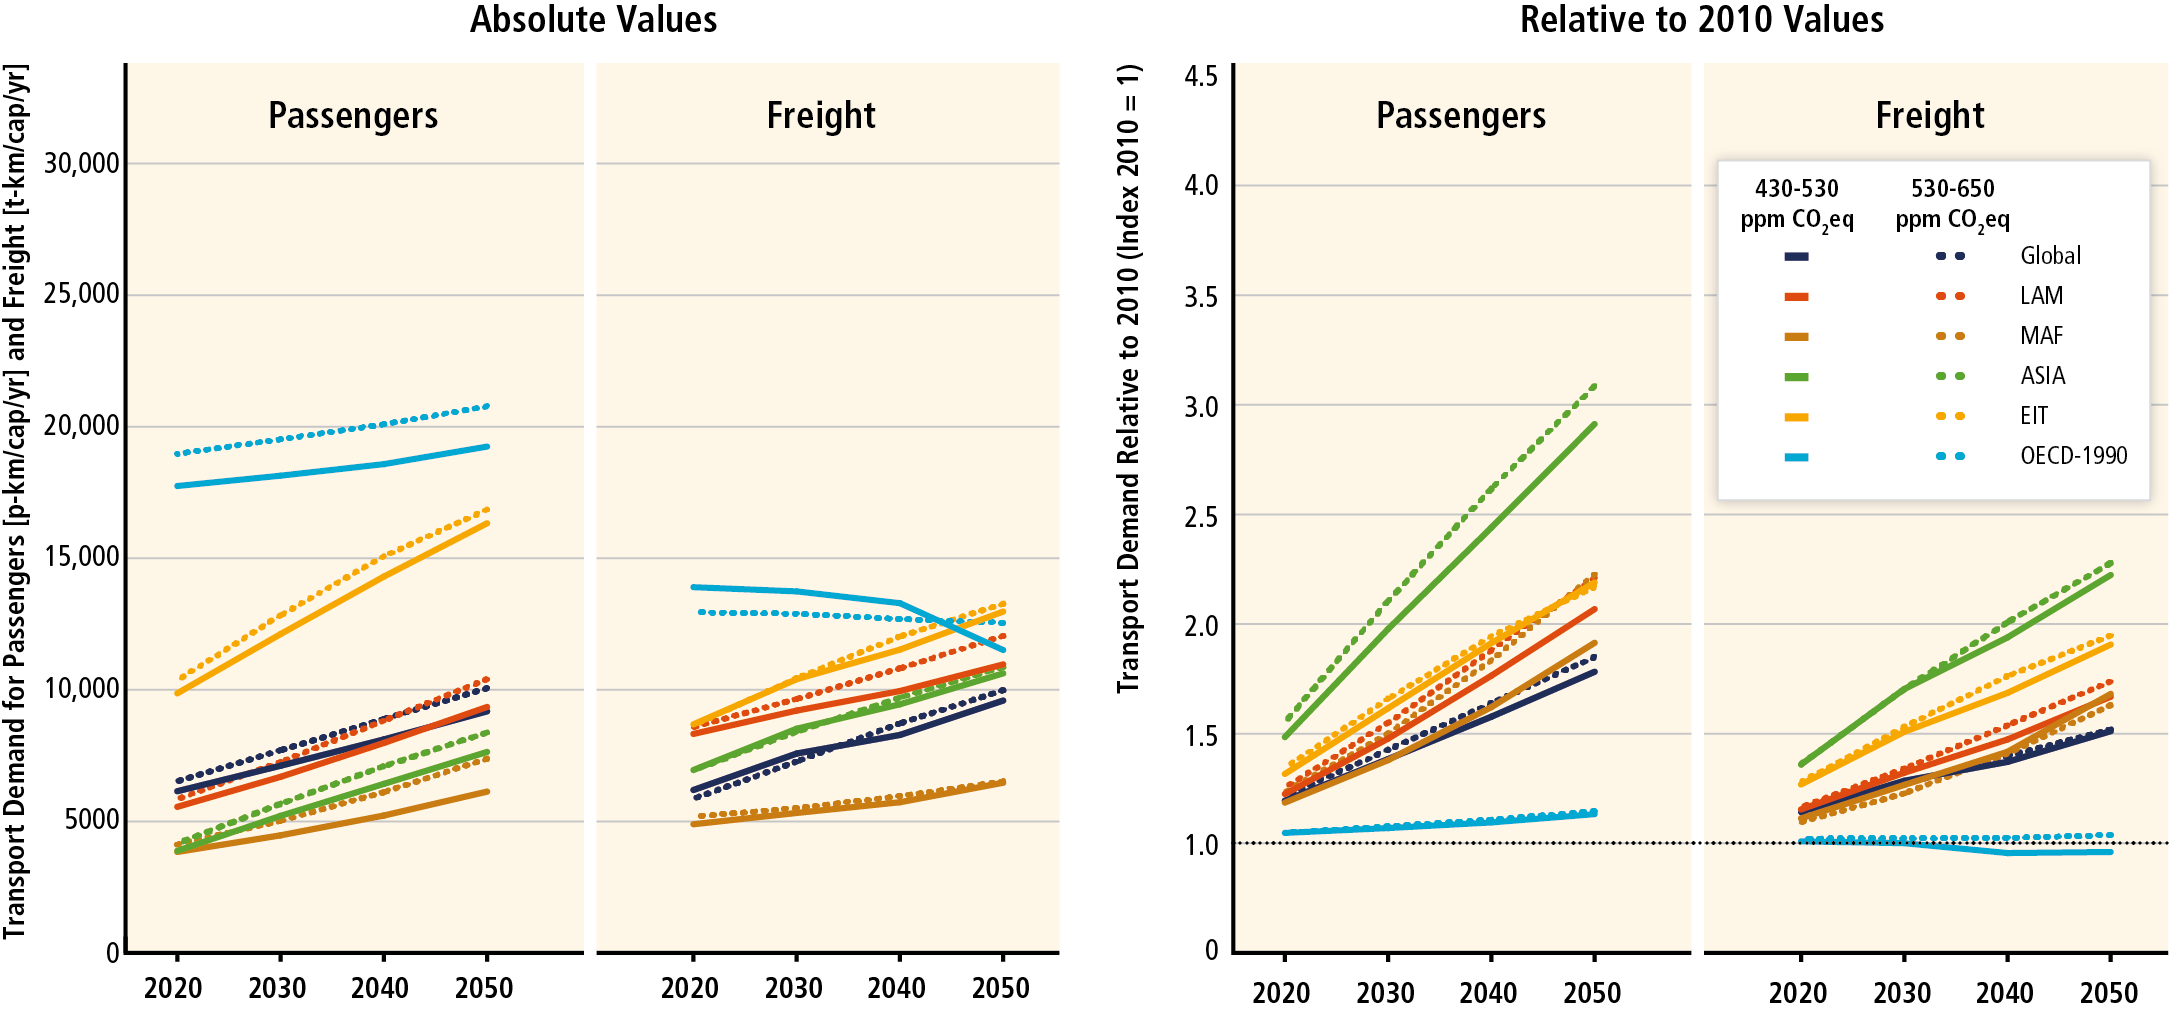 Absolute Values
Transport Demand for Passengers [p-km/cap/yr] and Freight [t-km/cap/yr]
Passengers
Freight
30,000
25,000
20,000
15,000
10,000
5000
0
2020 2030 2040 2050
2020 2030 2040 2050
Relative to 2010 Values
Transport Demand Relative to 2010 (Index 2010 = 1)
Passengers
Freight
4.5
4.0
3.5
3.0
2.5
2.0
1.5
1.0
0
430-530 530-650
ppm CO₂eq ppm CO₂eq
Global
LAM
MAF
ASIA
EIT
OECD-1990
2020 2030 2040 2050
2020 2030 2040 2050